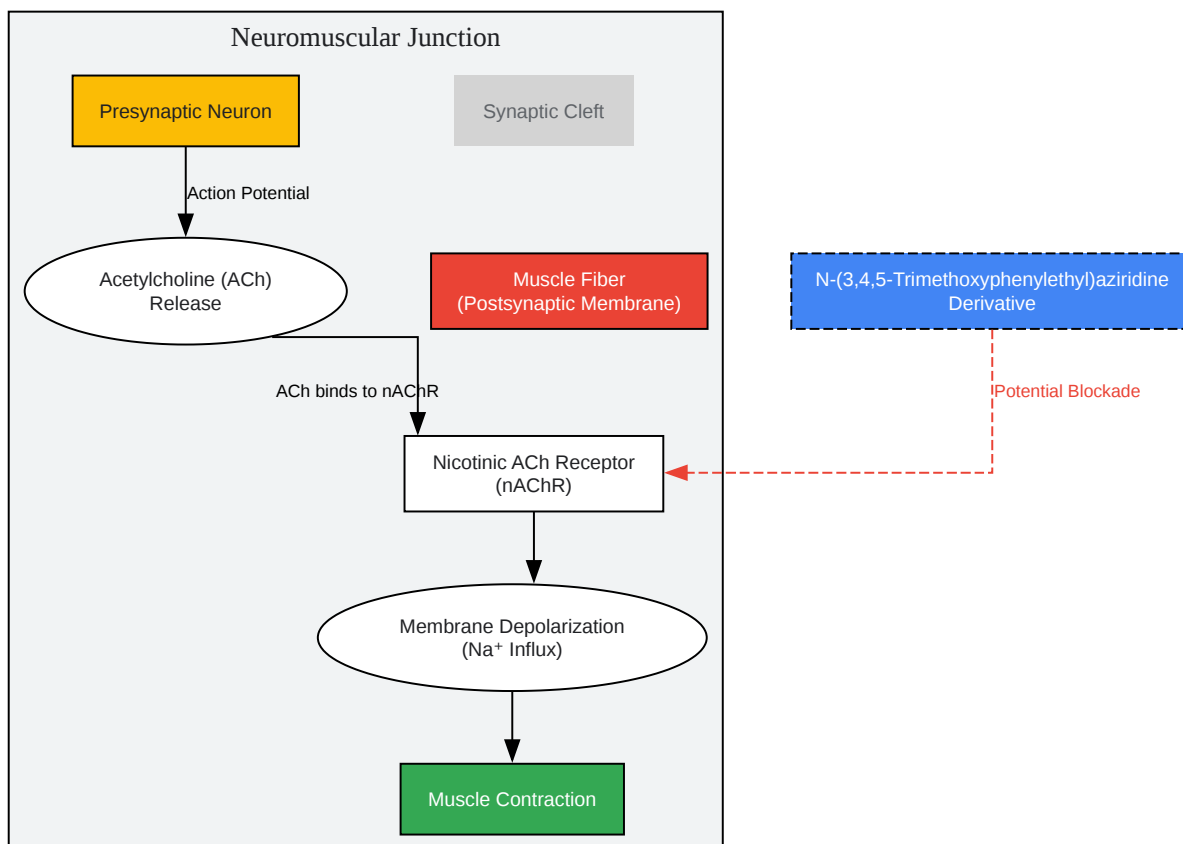 Neuromuscular Junction
Presynaptic Neuron
Synaptic Cleft
Action Potential
Acetylcholine (ACh)
Release
Muscle Fiber
(Postsynaptic Membrane)
N-(3,4,5-Trimethoxyphenylethyl)aziridine
Derivative
ACh binds to nAChR
Potential Blockade
Nicotinic ACh Receptor
(nAChR)
Membrane Depolarization
(Na⁺ Influx)
Muscle Contraction